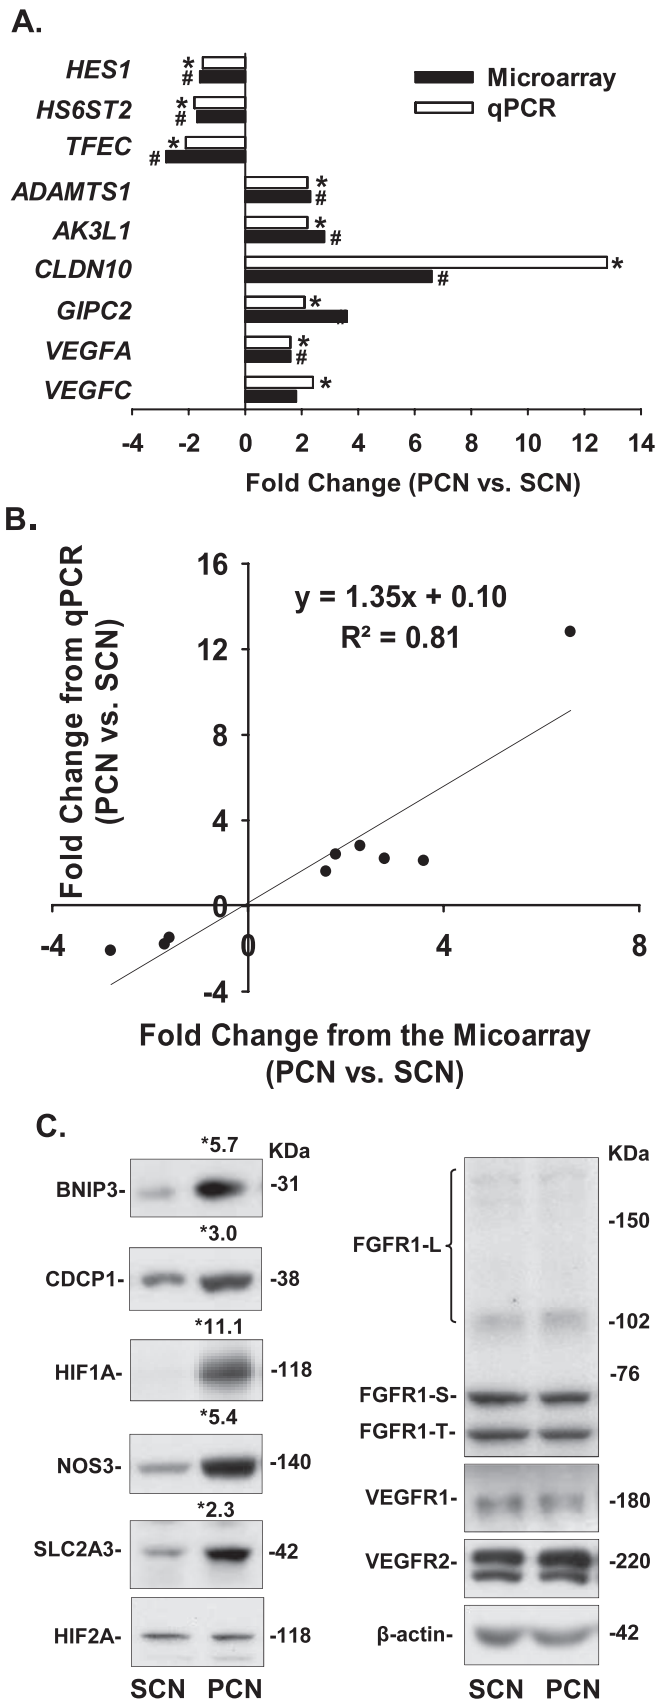 A.
HES1
*
#
HS6ST2
*
#
TFEC
*
#
ADAMTS1
*
#
AK3L1
*
#
CLDN10
*
#
GIPC2
*
VEGFA
*
#
VEGFC
*
Microarray
qPCR
-4 -2 0 2 4 6 8 10 12 14
Fold Change (PCN vs. SCN)
B.
Fold Change from qPCR
(PCN vs. SCN)
16
12
8
4
0
-4
y = 1.35x + 0.10
R² = 0.81
-4 0 4 8
Fold Change from the Micoarray
(PCN vs. SCN)
C.
*5.7
KDa
BNIP3-
-31
*3.0
CDCP1-
-38
*11.1
HIF1A-
-118
*5.4
NOS3-
-140
*2.3
SLC2A3-
-42
HIF2A-
-118
SCN PCN
KDa
FGFR1-L
-150
-102
-76
FGFR1-S-
FGFR1-T-
VEGFR1-
-180
VEGFR2-
-220
β-actin-
-42
SCN PCN